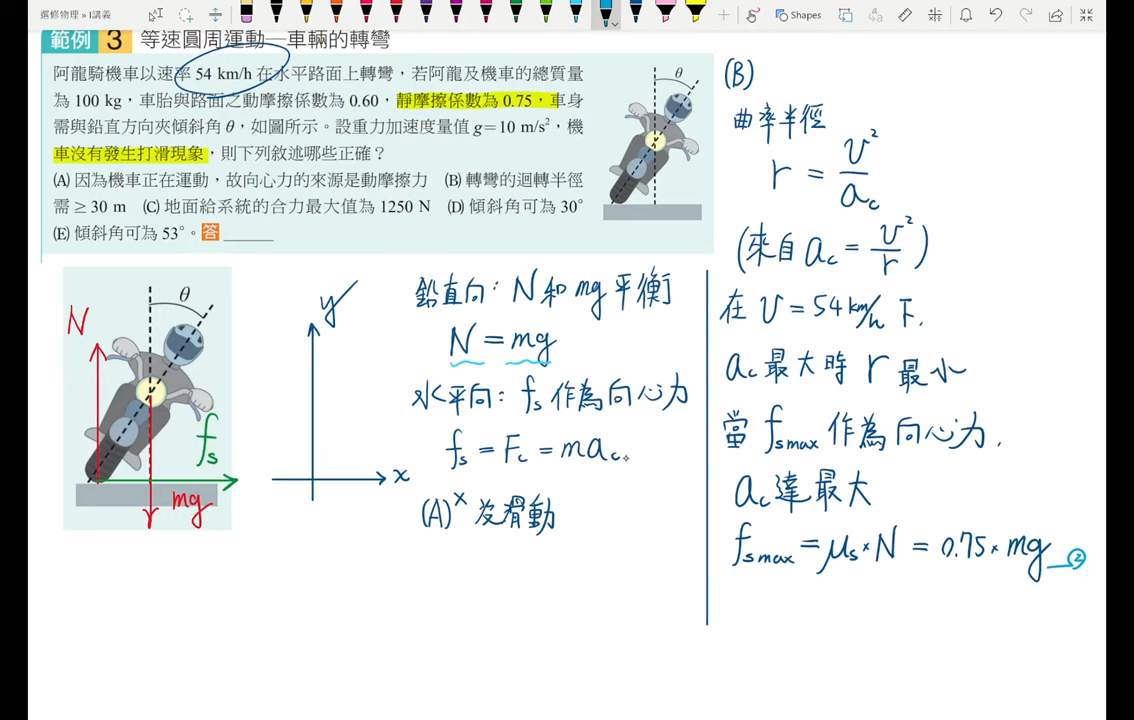 選修物理 »I講義
Shapes
範例 3 等速圓周運動─車輛的轉彎
阿龍騎機車以速率 54 km/h 在水平路面上轉彎,若阿龍及機車的總質量
為 100 kg,車胎與路面之動摩擦係數為 0.60,靜摩擦係數為 0.75,車身
需與鉛直方向夾傾斜角 θ,如圖所示。設重力加速度量值 g=10 m/s²,機
車沒有發生打滑現象,則下列敘述哪些正確?
(A) 因為機車正在運動,故向心力的來源是動摩擦力 (B) 轉彎的迴轉半徑
需 ≥ 30 m (C) 地面給系統的合力最大值為 1250 N (D) 傾斜角可為 30°
(E) 傾斜角可為 53°。答
θ
θ
N
fs
mg
y
x
鉛直向: N 和 mg 平衡
N = mg
水平向: fs 作為向心力
fs = Fc = mac
(A)× 沒滑動
(B)
曲率半徑
r = v²/ac
(來自 ac = v²/r)
在 v = 54 km/h 下.
ac 最大時 r 最小
當 fsmax 作為向心力,
ac 達最大
fsmax = μs × N = 0.75 × mg ②